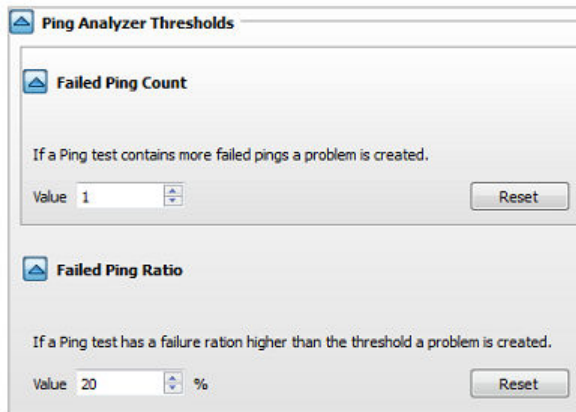 Ping Analyzer Thresholds
Failed Ping Count
If a Ping test contains more failed pings a problem is created.
Value 1 Reset
Failed Ping Ratio
If a Ping test has a failure ration higher than the threshold a problem is created.
Value 20 % Reset